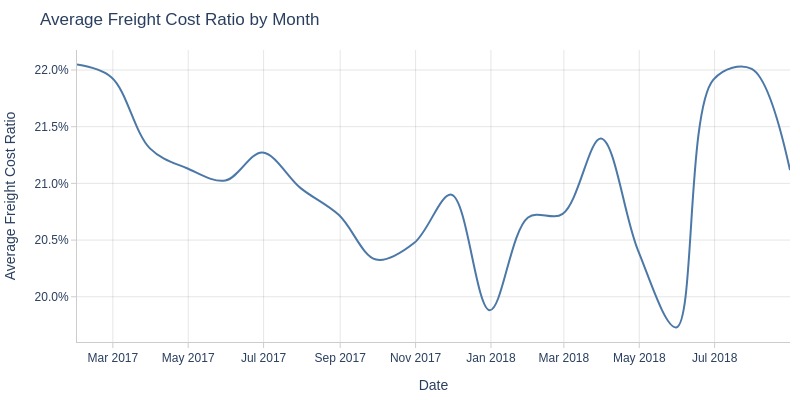 Average Freight Cost Ratio by Month
Average Freight Cost Ratio
22.0%
21.5%
21.0%
20.5%
20.0%
Mar 2017 May 2017 Jul 2017 Sep 2017 Nov 2017 Jan 2018 Mar 2018 May 2018 Jul 2018
Date